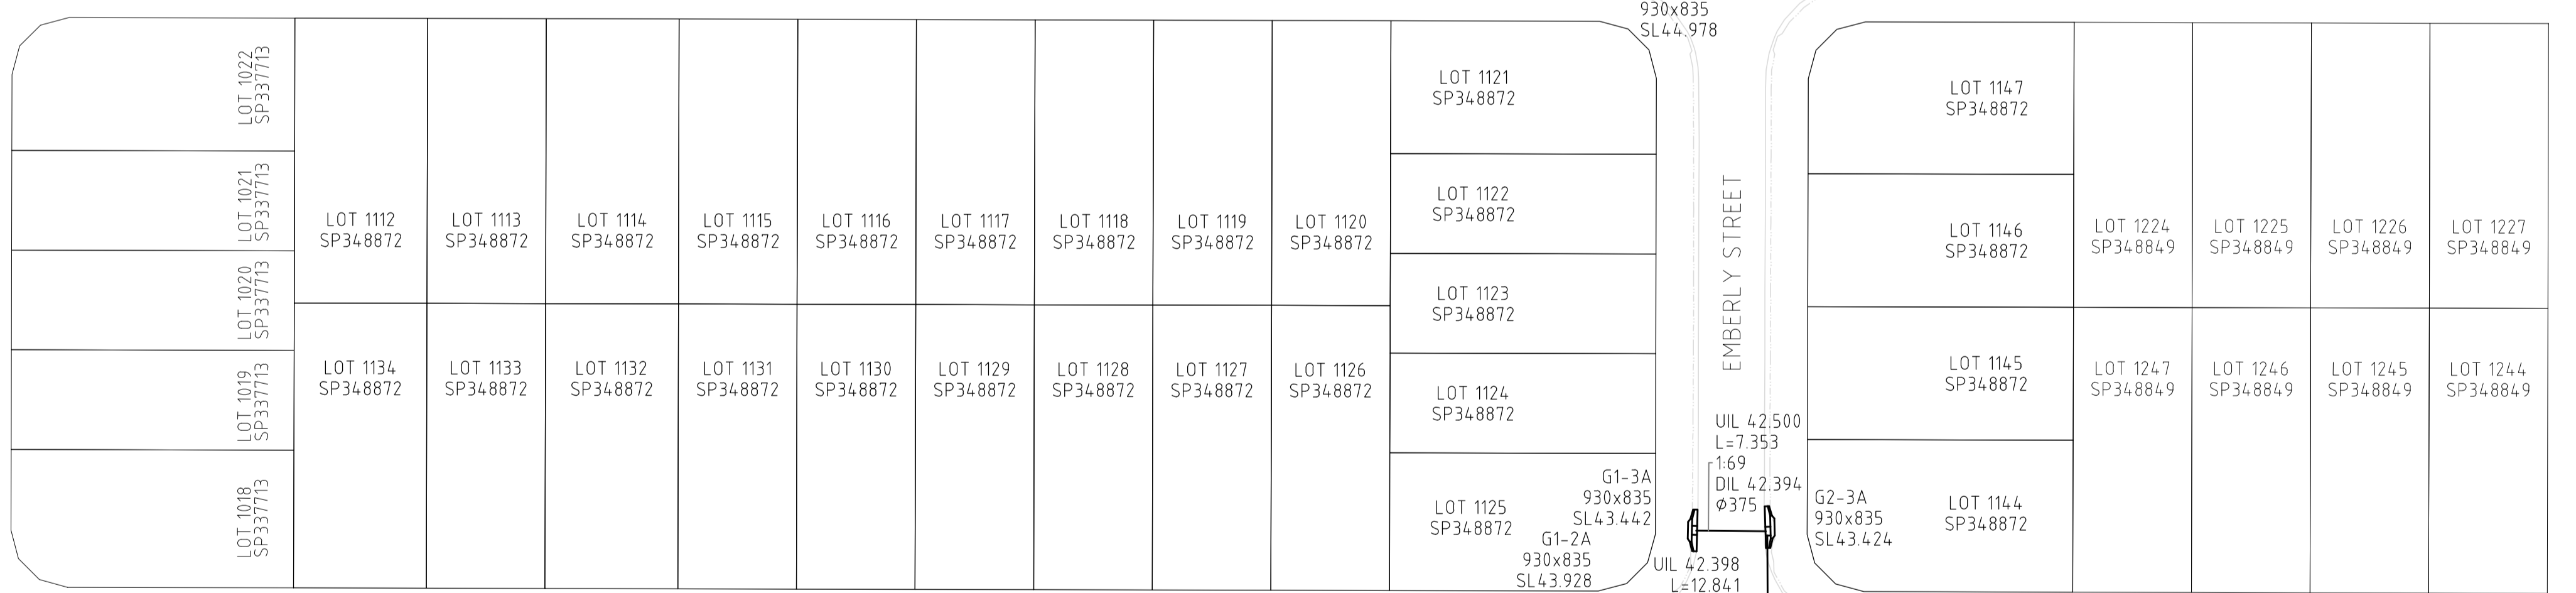 930x835
SL44.978
LOT 1022
SP337713
LOT 1021
SP337713
LOT 1020
SP337713
LOT 1019
SP337713
LOT 1018
SP337713
LOT 1112
SP348872
LOT 1113
SP348872
LOT 1114
SP348872
LOT 1115
SP348872
LOT 1116
SP348872
LOT 1117
SP348872
LOT 1118
SP348872
LOT 1119
SP348872
LOT 1120
SP348872
LOT 1134
SP348872
LOT 1133
SP348872
LOT 1132
SP348872
LOT 1131
SP348872
LOT 1130
SP348872
LOT 1129
SP348872
LOT 1128
SP348872
LOT 1127
SP348872
LOT 1126
SP348872
LOT 1121
SP348872
LOT 1122
SP348872
LOT 1123
SP348872
LOT 1124
SP348872
LOT 1125
SP348872
G1-3A
930x835
SL43.442
G1-2A
930x835
SL43.928
EMBERLY STREET
UIL 42.500
L=7.353
1:69
DIL 42.394
Ø375
UIL 42.398
L=12.841
G2-3A
930x835
SL43.424
LOT 1147
SP348872
LOT 1146
SP348872
LOT 1145
SP348872
LOT 1144
SP348872
LOT 1224
SP348849
LOT 1225
SP348849
LOT 1226
SP348849
LOT 1227
SP348849
LOT 1247
SP348849
LOT 1246
SP348849
LOT 1245
SP348849
LOT 1244
SP348849